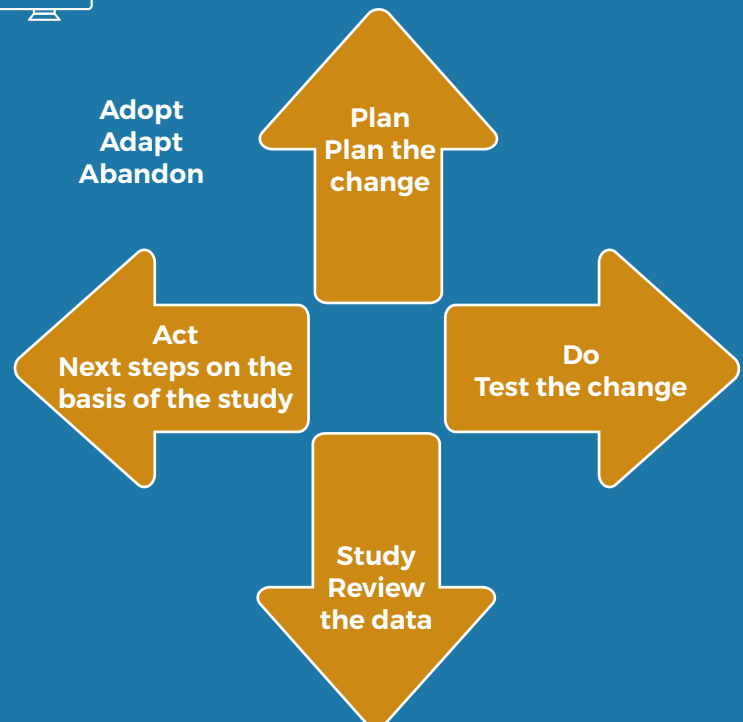 Adopt
Adapt
Abandon
Plan
Plan the
change
Act
Next steps on the
basis of the study
Do
Test the change
Study
Review
the data